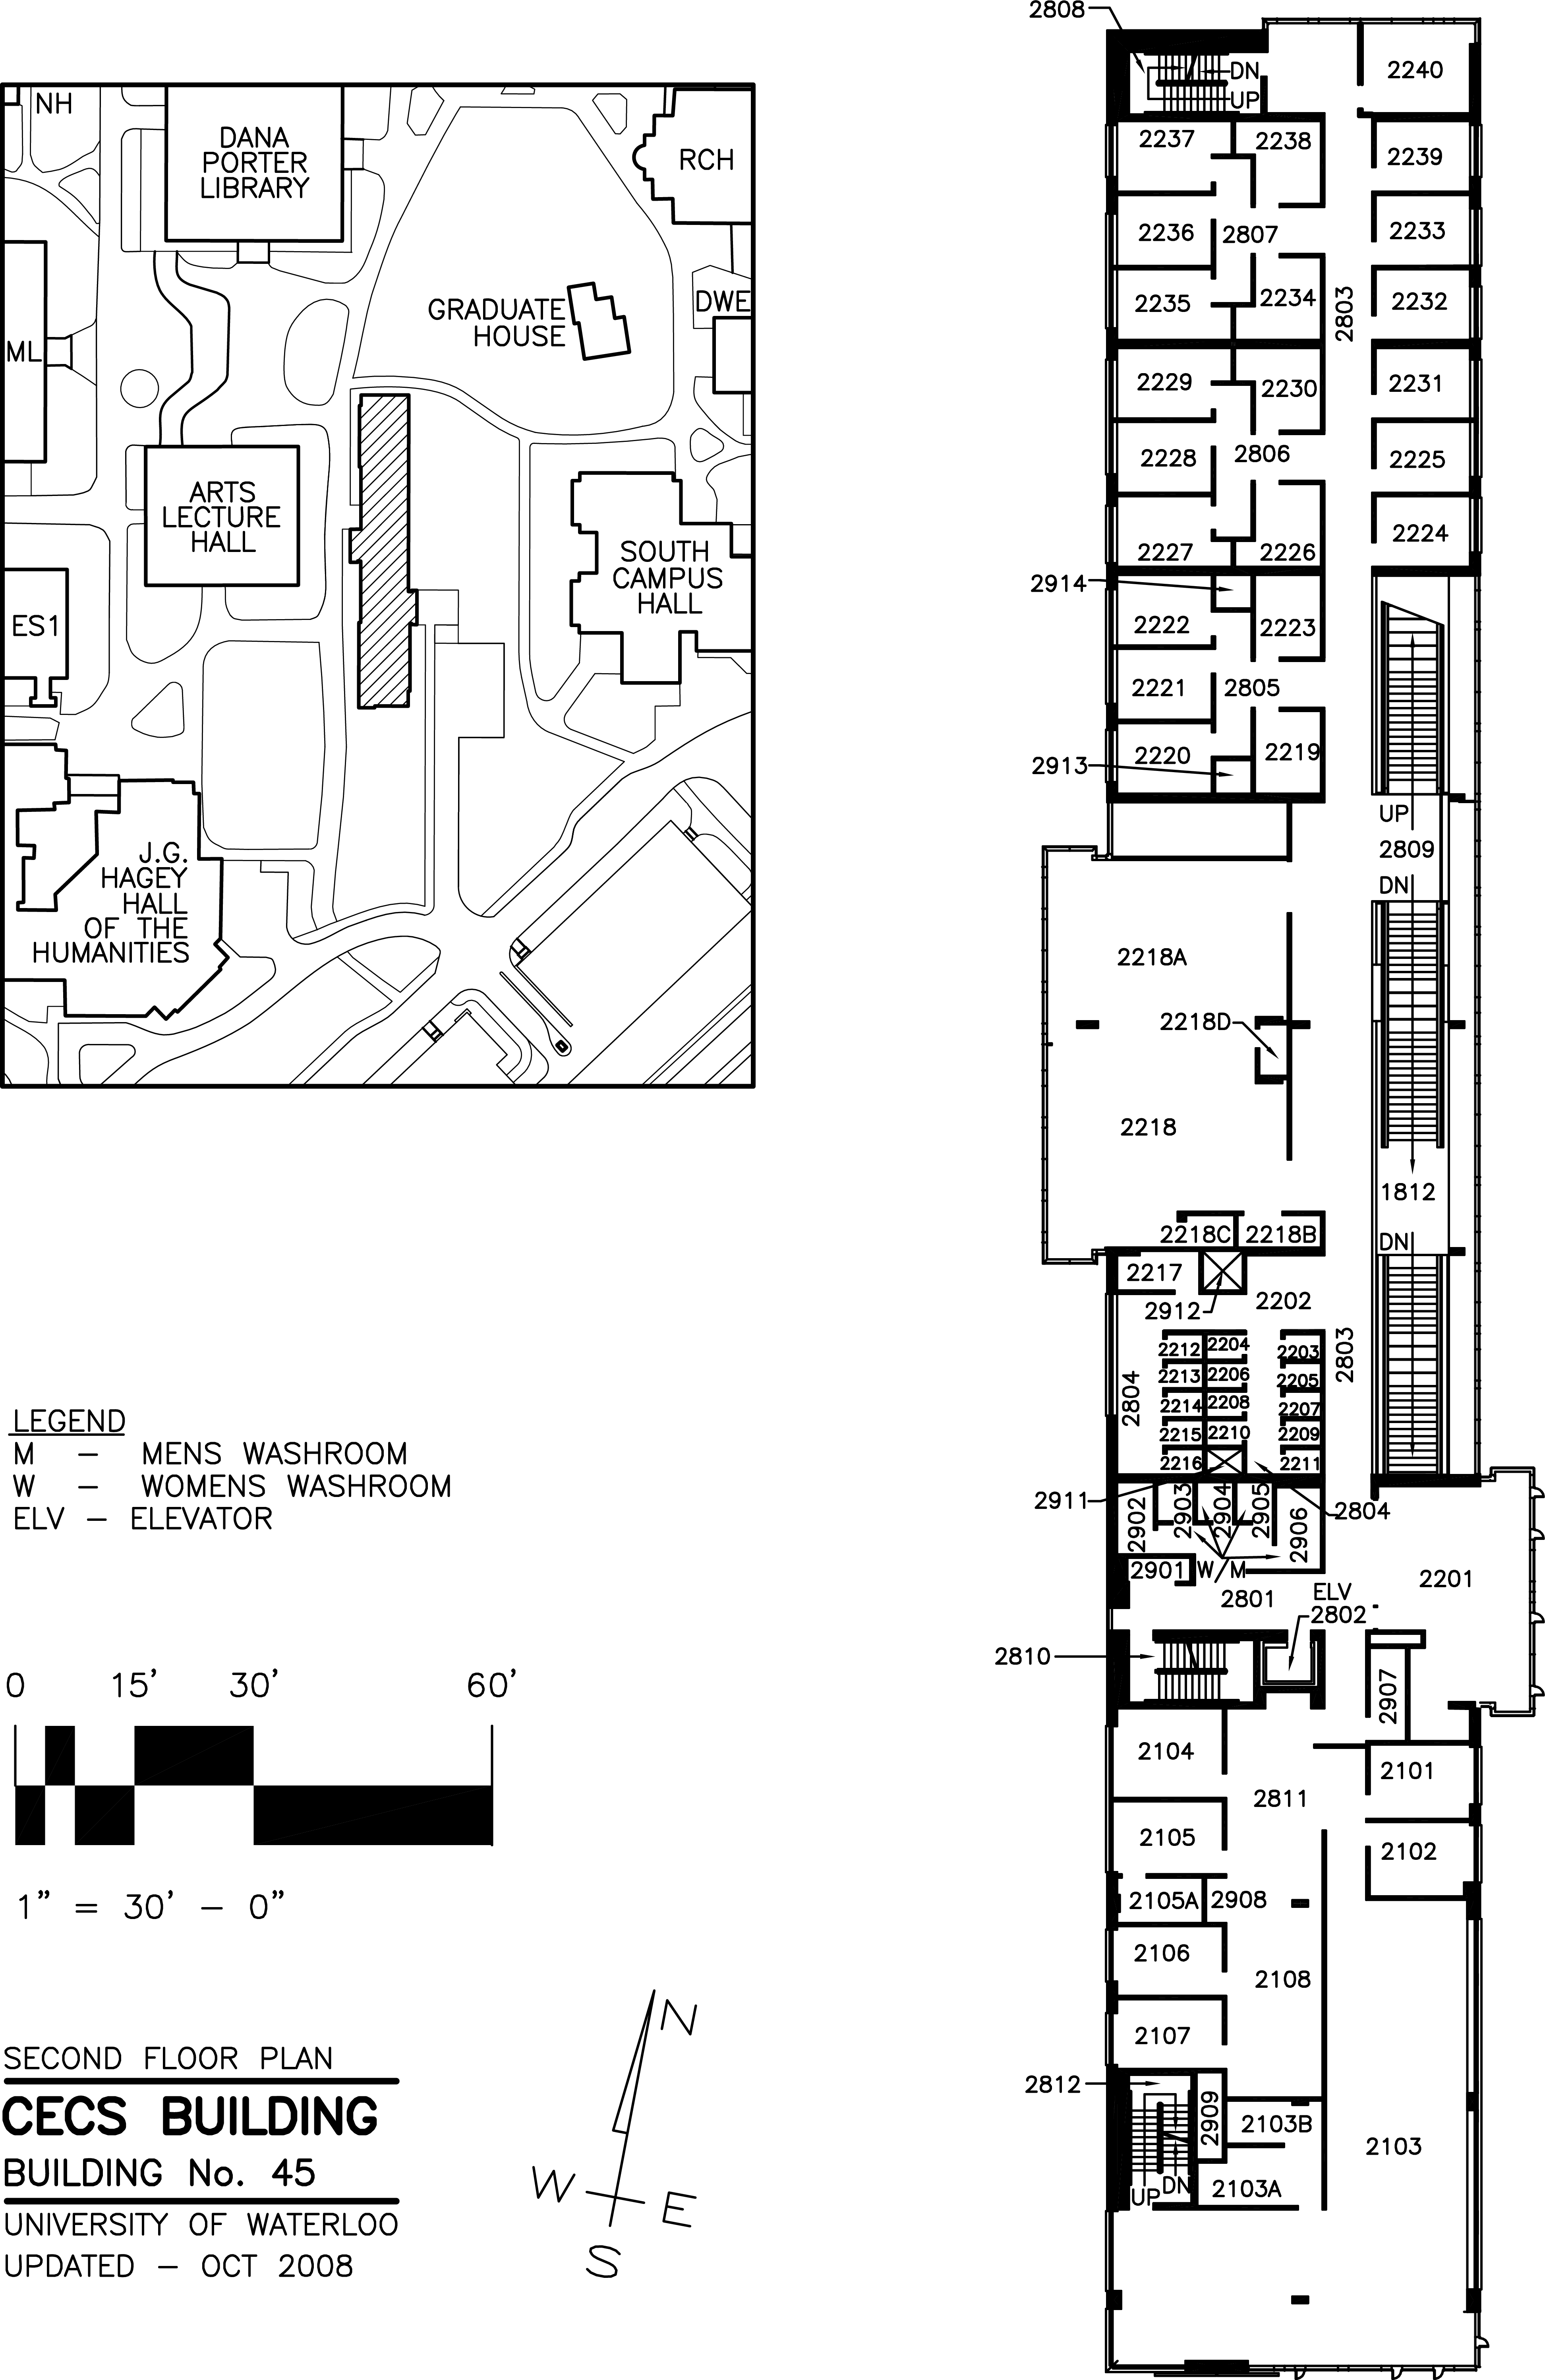 NH
DANA
PORTER
LIBRARY
RCH
GRADUATE
HOUSE
DWE
ML
ARTS
LECTURE
HALL
SOUTH
CAMPUS
HALL
ES1
J.G.
HAGEY
HALL
OF THE
HUMANITIES
LEGEND
M – MENS WASHROOM
W – WOMENS WASHROOM
ELV – ELEVATOR
0 15' 30' 60'
1" = 30' – 0"
SECOND FLOOR PLAN
CECS BUILDING
BUILDING No. 45
UNIVERSITY OF WATERLOO
UPDATED – OCT 2008
N
W
E
S
2808
DN
UP
2240
2237
2238
2239
2236
2807
2233
2235
2234
2803
2232
2229
2230
2231
2228
2806
2225
2227
2226
2224
2914
2222
2223
2221
2805
2220
2219
2913
UP
2809
DN
2218A
2218D
2218
1812
2218C
2218B
DN
2217
2912
2202
2804
2803
2212
2204
2203
2213
2206
2205
2214
2208
2207
2215
2210
2209
2216
2211
2911
2902
2903
2904
2905
2906
2804
2901
W
M
2801
ELV
2802
2201
2810
2907
2104
2101
2811
2105
2102
2105A
2908
2106
2108
2107
2812
2909
2103B
2103
2103A
UP
DN